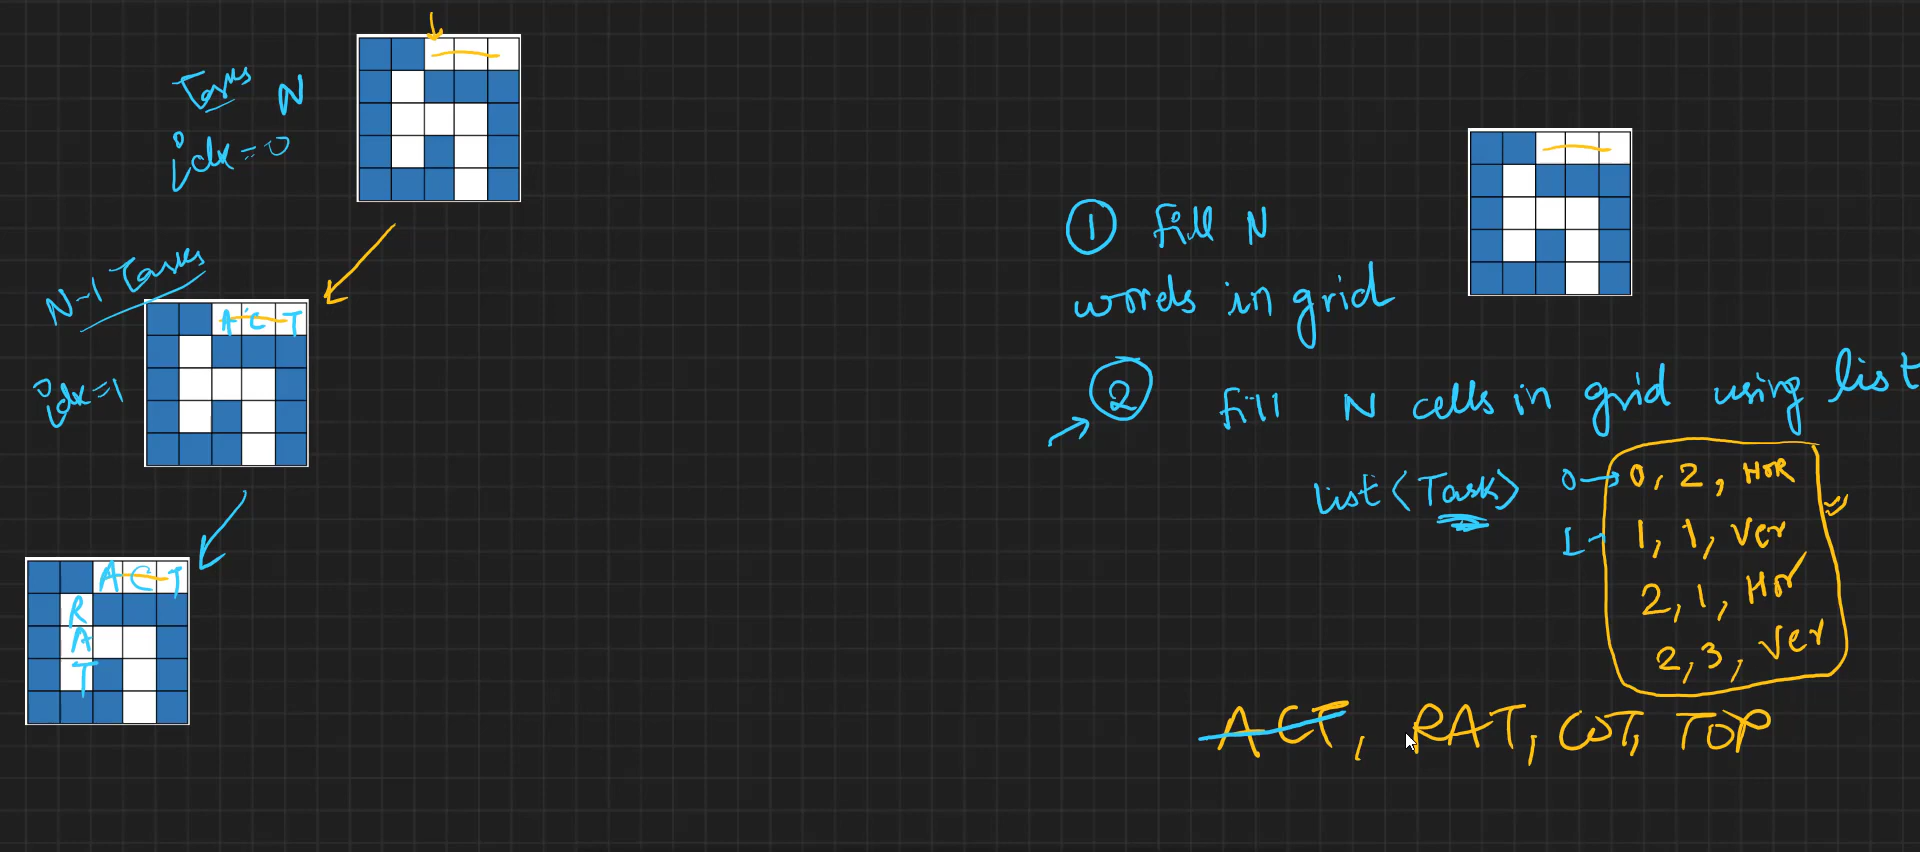 Tasks N
idx=0
N-1 Tasks
A C T
idx=1
A C T
R
A
T
① fill N
words in grid
② fill N cells in grid using list
list<Task>
0 → 0, 2, HOR
1 - 1, 1, Ver
2, 1, Hor
2, 3, Ver
ACT, RAT, COT, TOP